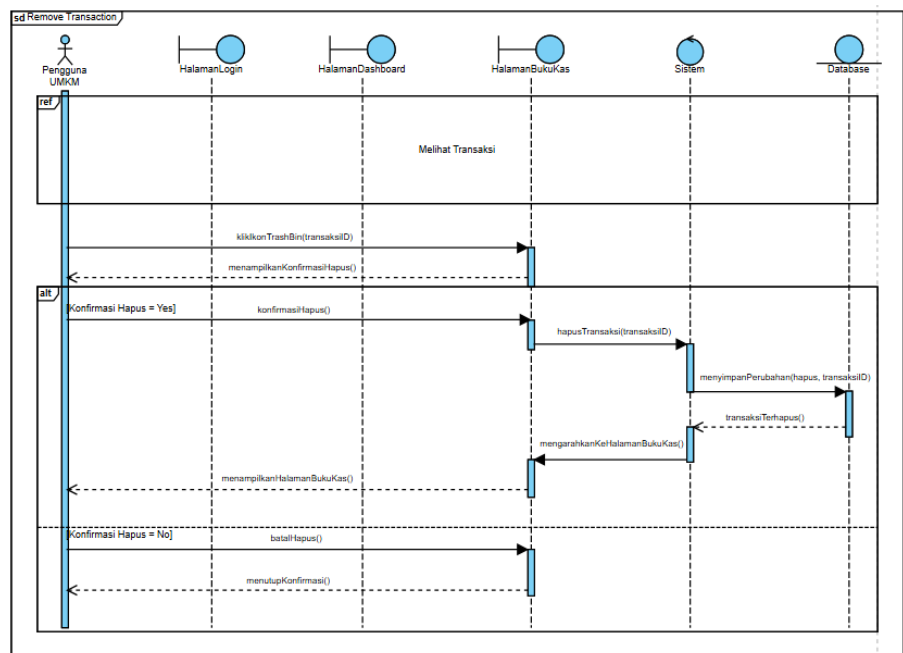 sd Remove Transaction
Pengguna
UMKM
HalamanLogin
HalamanDashboard
HalamanBukuKas
Sistem
Database
ref
Melihat Transaksi
klikIkonTrashBin(transaksiID)
menampilkanKonfirmasiHapus()
alt
[Konfirmasi Hapus = Yes]
konfirmasiHapus()
hapusTransaksi(transaksiID)
menyimpanPerubahan(hapus, transaksiID)
transaksiTerhapus()
mengarahkanKeHalamanBukuKas()
menampilkanHalamanBukuKas()
[Konfirmasi Hapus = No]
batalHapus()
menutupKonfirmasi()